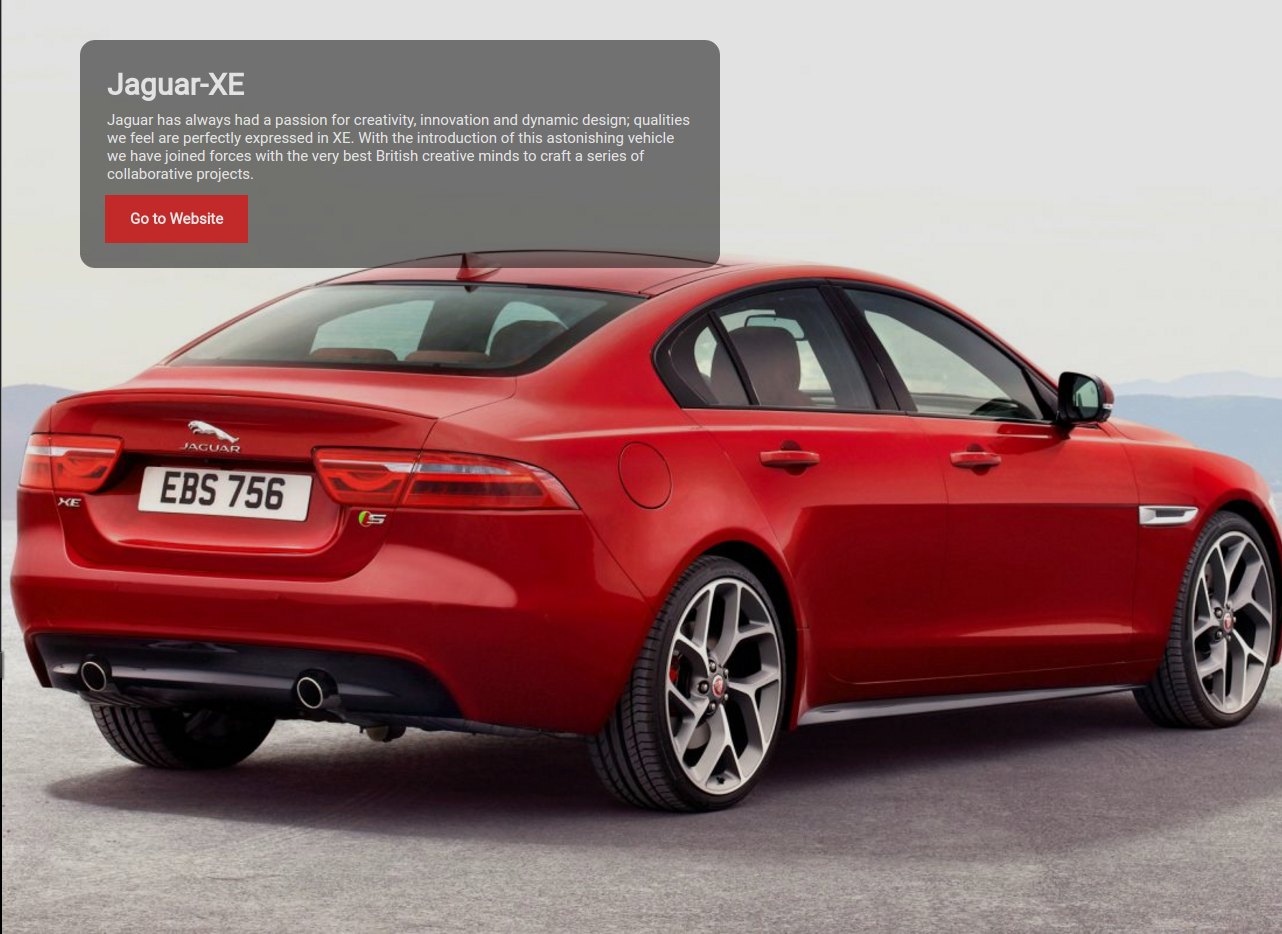 Jaguar-XE
Jaguar has always had a passion for creativity, innovation and dynamic design; qualities
we feel are perfectly expressed in XE. With the introduction of this astonishing vehicle
we have joined forces with the very best British creative minds to craft a series of
collaborative projects.
Go to Website
JAGUAR
EBS 756
XE
S